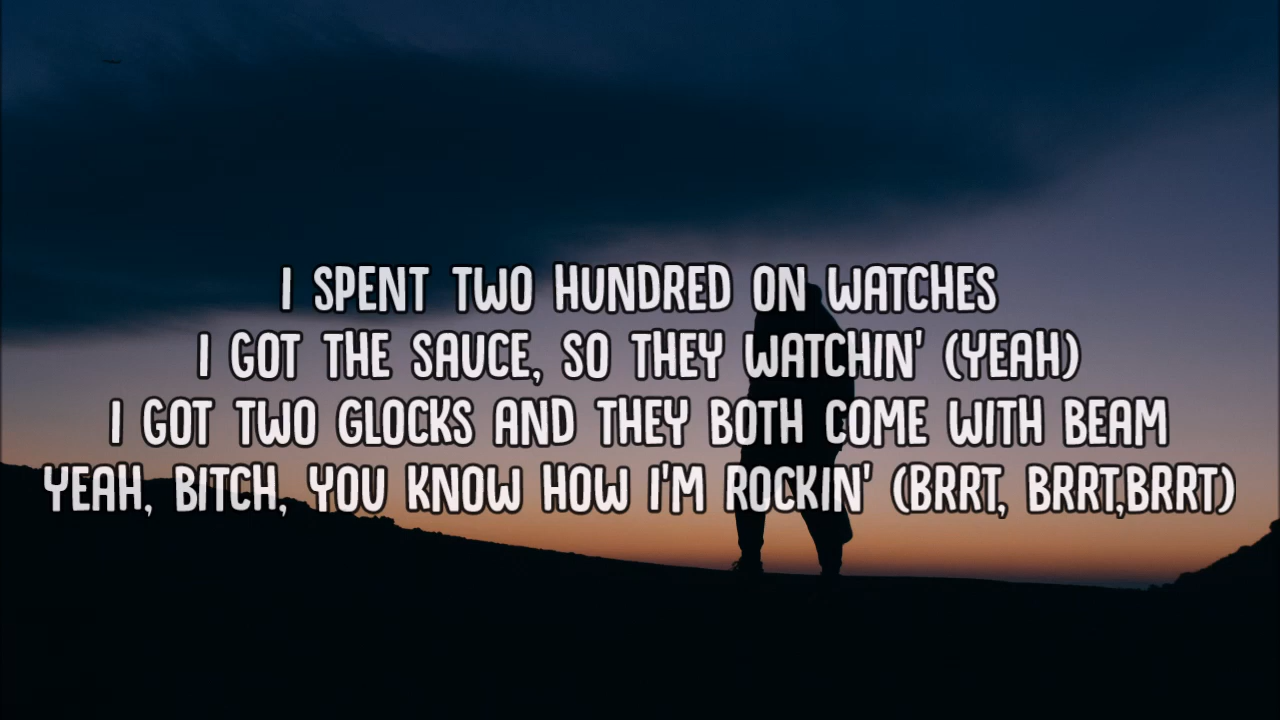 I SPENT TWO HUNDRED ON WATCHES
I GOT THE SAUCE, SO THEY WATCHIN' (YEAH)
I GOT TWO GLOCKS AND THEY BOTH COME WITH BEAM
YEAH, BITCH, YOU KNOW HOW I'M ROCKIN' (BRRT, BRRT,BRRT)